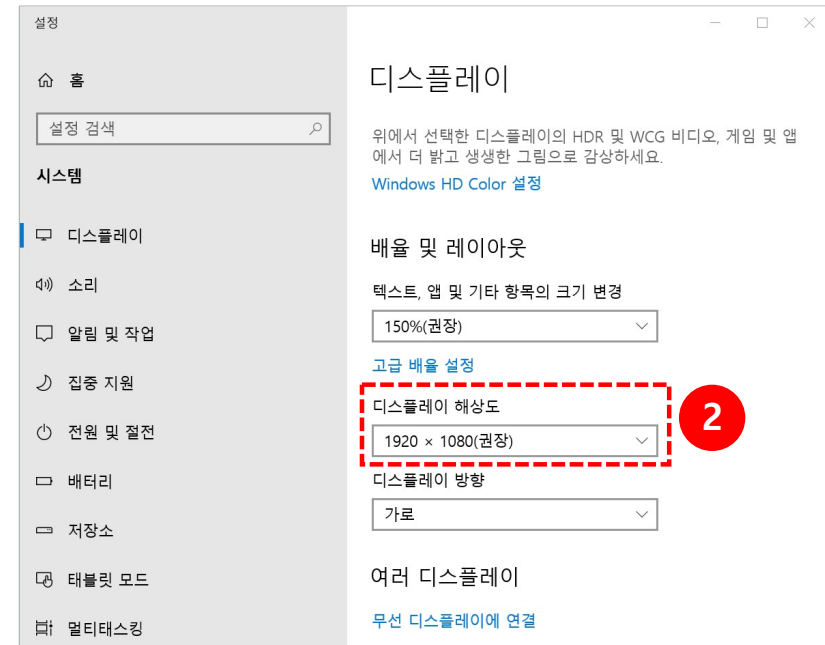 설정
홈
설정 검색
시스템
디스플레이
소리
알림 및 작업
집중 지원
전원 및 절전
배터리
저장소
태블릿 모드
멀티태스킹
디스플레이
위에서 선택한 디스플레이의 HDR 및 WCG 비디오, 게임 및 앱
에서 더 밝고 생생한 그림으로 감상하세요.
Windows HD Color 설정
배율 및 레이아웃
텍스트, 앱 및 기타 항목의 크기 변경
150%(권장)
고급 배율 설정
디스플레이 해상도
1920 × 1080(권장)
2
디스플레이 방향
가로
여러 디스플레이
무선 디스플레이에 연결